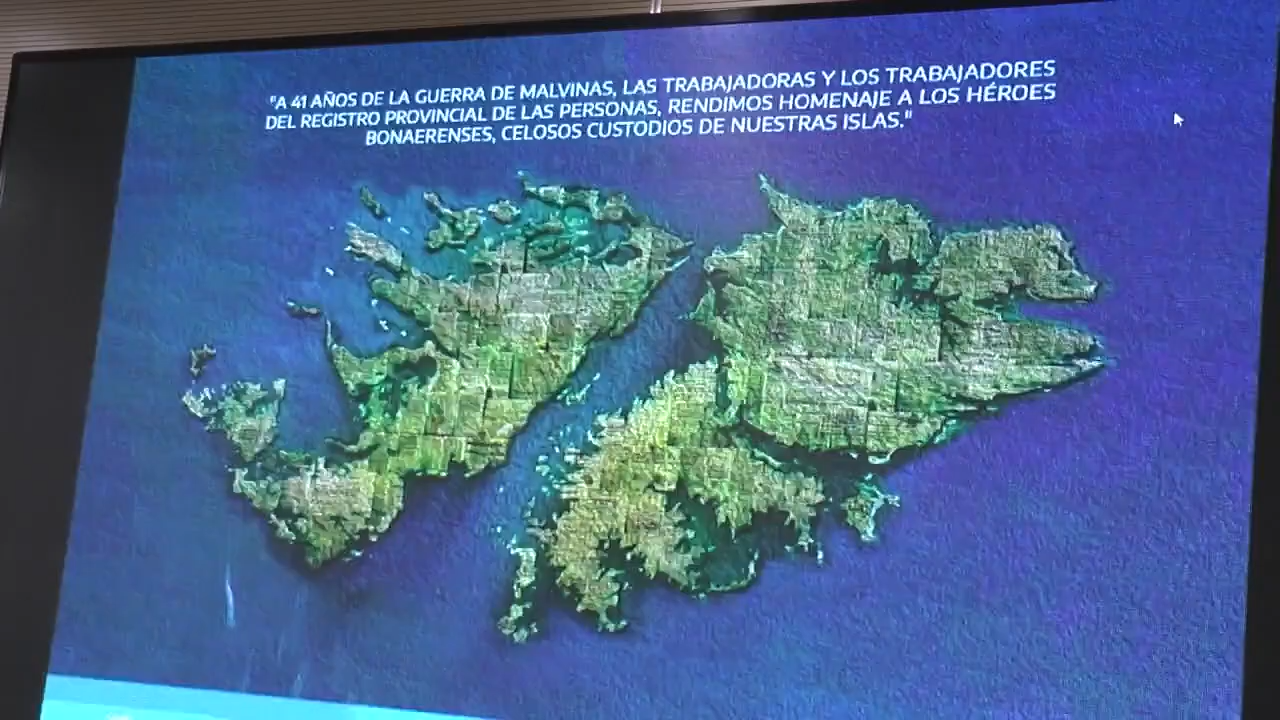 "A 41 AÑOS DE LA GUERRA DE MALVINAS, LAS TRABAJADORAS Y LOS TRABAJADORES
DEL REGISTRO PROVINCIAL DE LAS PERSONAS, RENDIMOS HOMENAJE A LOS HÉROES
BONAERENSES, CELOSOS CUSTODIOS DE NUESTRAS ISLAS."